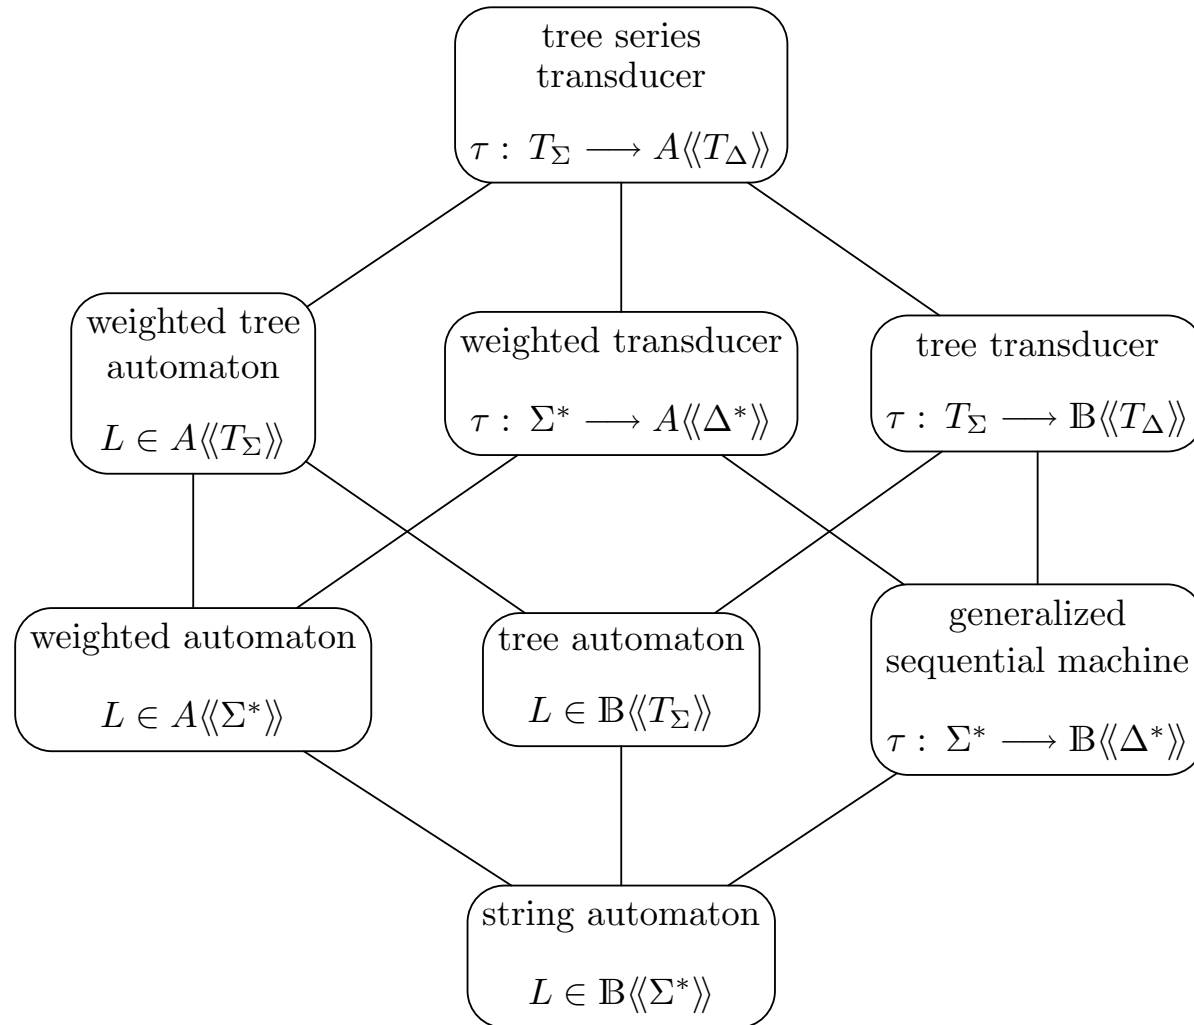 tree series
transducer
τ : T_Σ ⟶ A⟨⟨T_Δ⟩⟩
weighted tree
automaton
L ∈ A⟨⟨T_Σ⟩⟩
weighted transducer
τ : Σ* ⟶ A⟨⟨Δ*⟩⟩
tree transducer
τ : T_Σ ⟶ 𝔹⟨⟨T_Δ⟩⟩
weighted automaton
L ∈ A⟨⟨Σ*⟩⟩
tree automaton
L ∈ 𝔹⟨⟨T_Σ⟩⟩
generalized
sequential machine
τ : Σ* ⟶ 𝔹⟨⟨Δ*⟩⟩
string automaton
L ∈ 𝔹⟨⟨Σ*⟩⟩